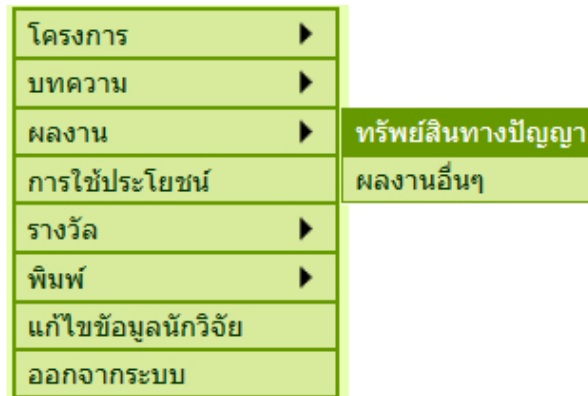 โครงการ
บทความ
ผลงาน
ทรัพย์สินทางปัญญา
การใช้ประโยชน์
ผลงานอื่นๆ
รางวัล
พิมพ์
แก้ไขข้อมูลนักวิจัย
ออกจากระบบ